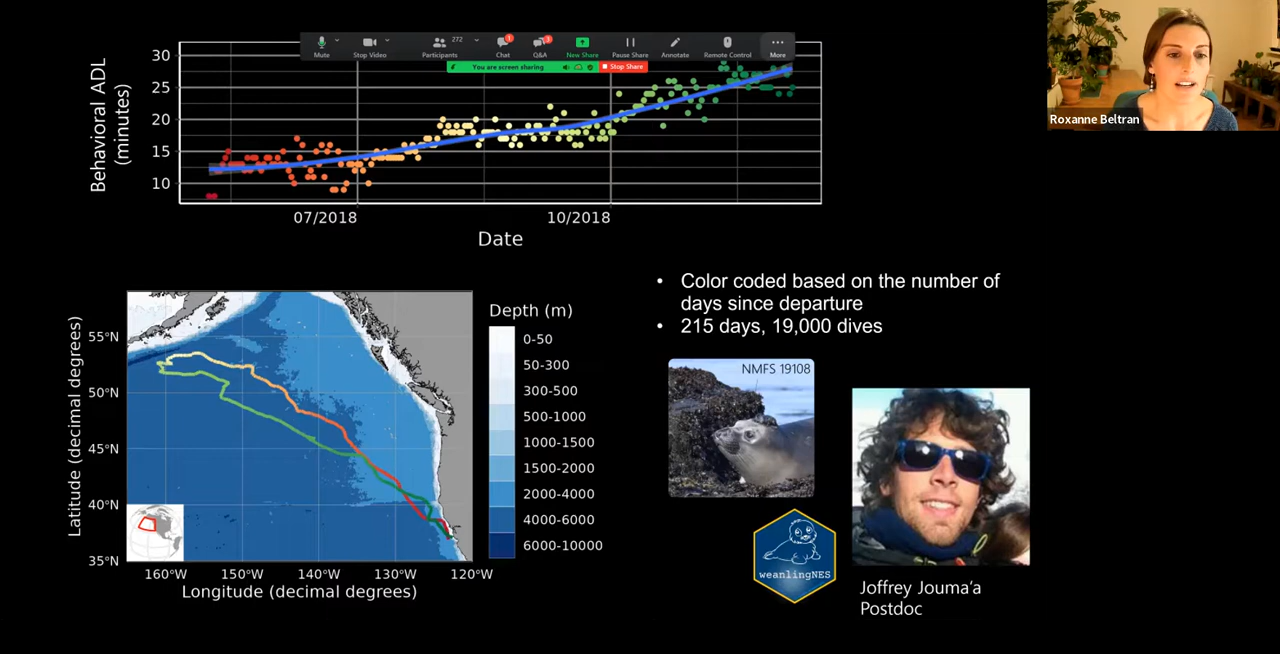 Mute
Stop Video
272
Participants
1
Chat
3
Q&A
New Share
Pause Share
Annotate
Remote Control
More
You are screen sharing
Stop Share
Roxanne Beltran
Behavioral ADL
(minutes)
30
25
20
15
10
07/2018
10/2018
Date
Latitude (decimal degrees)
55°N
50°N
45°N
40°N
35°N
160°W
150°W
140°W
130°W
120°W
Longitude (decimal degrees)
Depth (m)
0-50
50-300
300-500
500-1000
1000-1500
1500-2000
2000-4000
4000-6000
6000-10000
• Color coded based on the number of
days since departure
• 215 days, 19,000 dives
NMFS 19108
weanlingNES
Joffrey Jouma’a
Postdoc